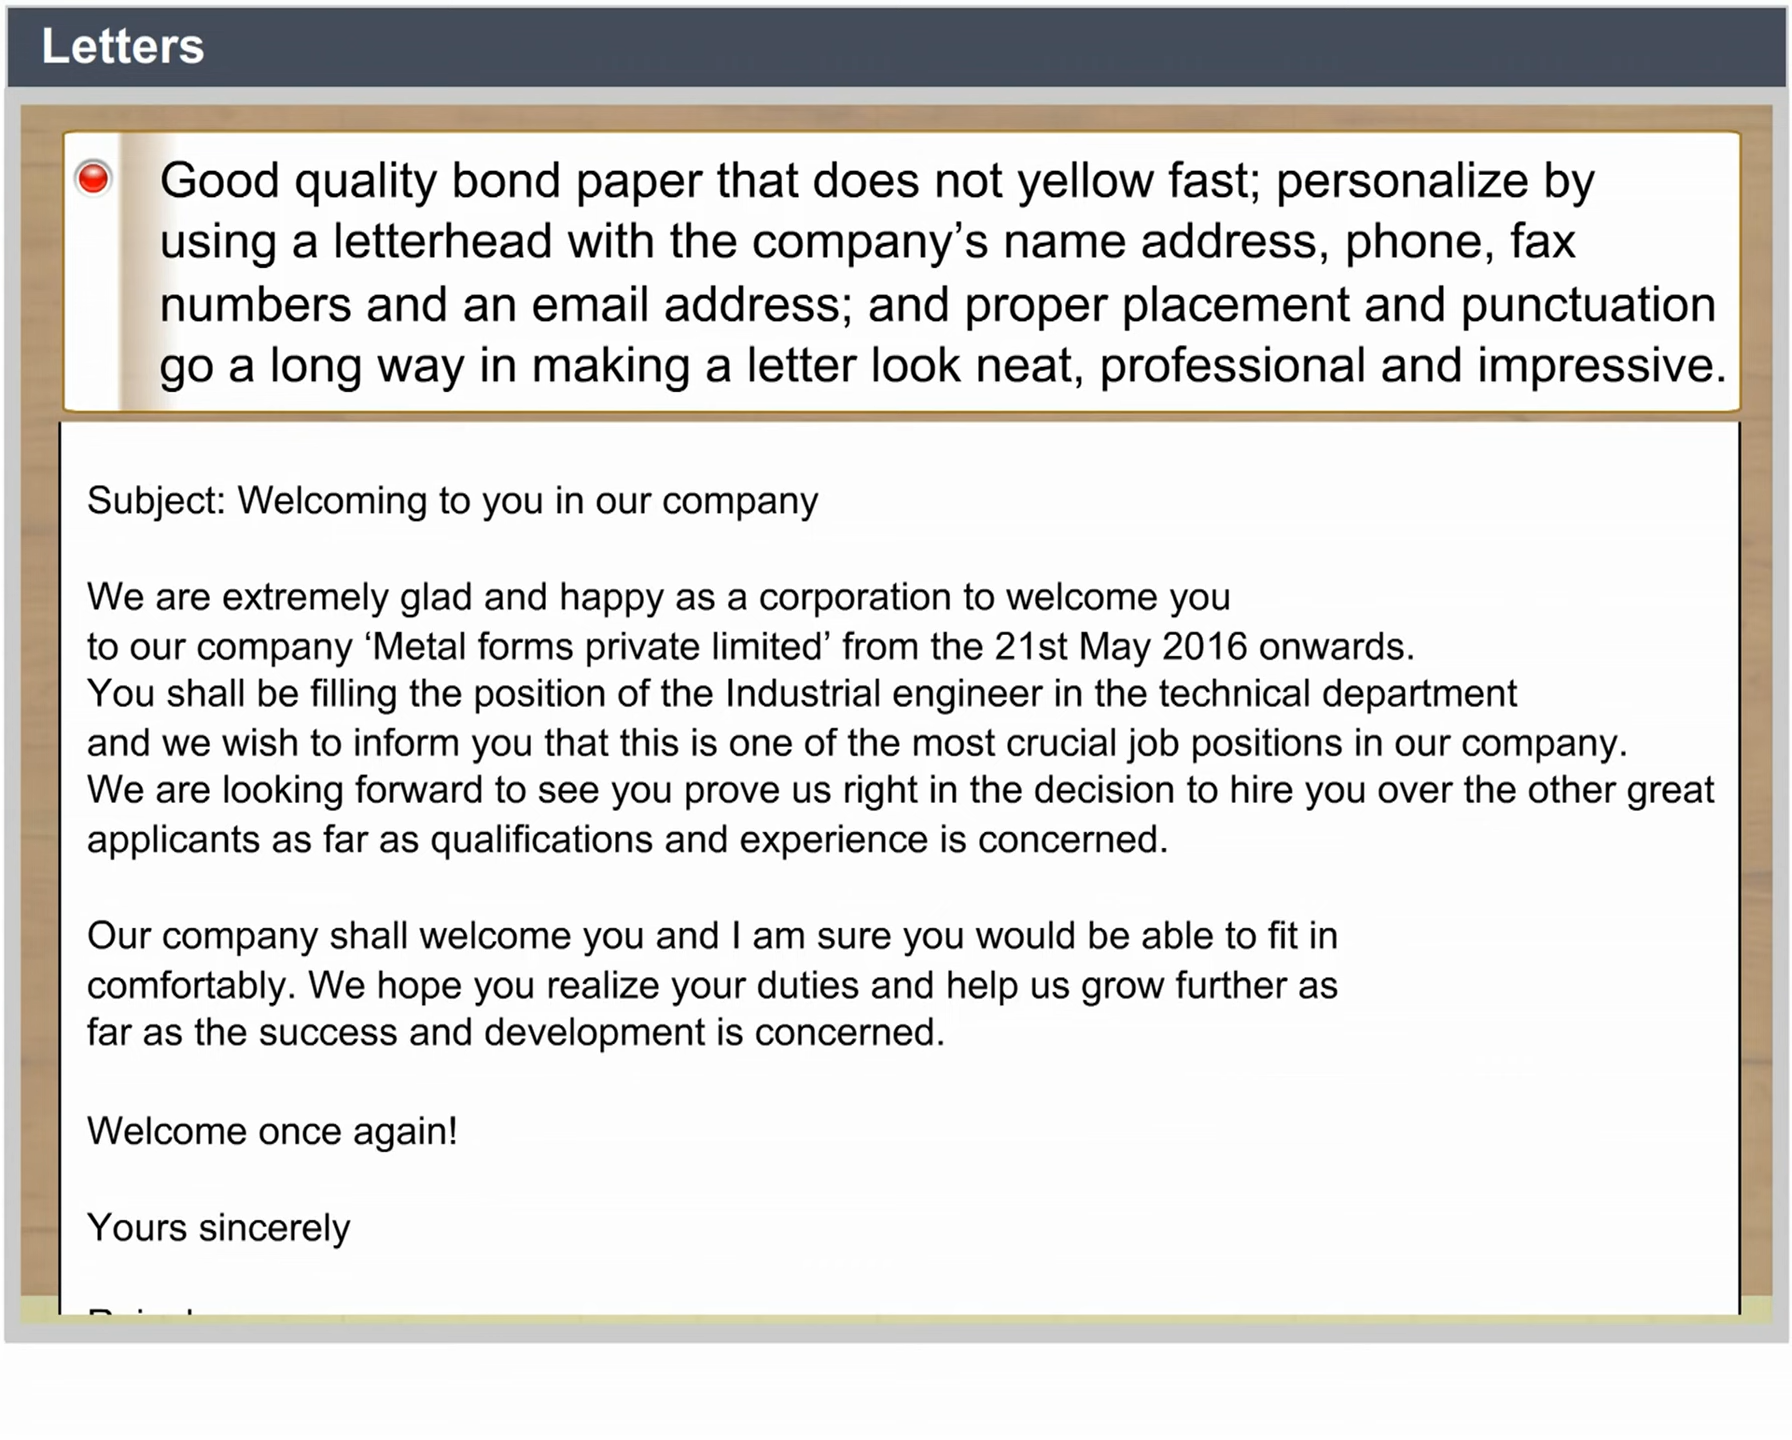 Letters
Good quality bond paper that does not yellow fast; personalize by
using a letterhead with the company’s name address, phone, fax
numbers and an email address; and proper placement and punctuation
go a long way in making a letter look neat, professional and impressive.
Subject: Welcoming to you in our company
We are extremely glad and happy as a corporation to welcome you
to our company ‘Metal forms private limited’ from the 21st May 2016 onwards.
You shall be filling the position of the Industrial engineer in the technical department
and we wish to inform you that this is one of the most crucial job positions in our company.
We are looking forward to see you prove us right in the decision to hire you over the other great
applicants as far as qualifications and experience is concerned.
Our company shall welcome you and I am sure you would be able to fit in
comfortably. We hope you realize your duties and help us grow further as
far as the success and development is concerned.
Welcome once again!
Yours sincerely